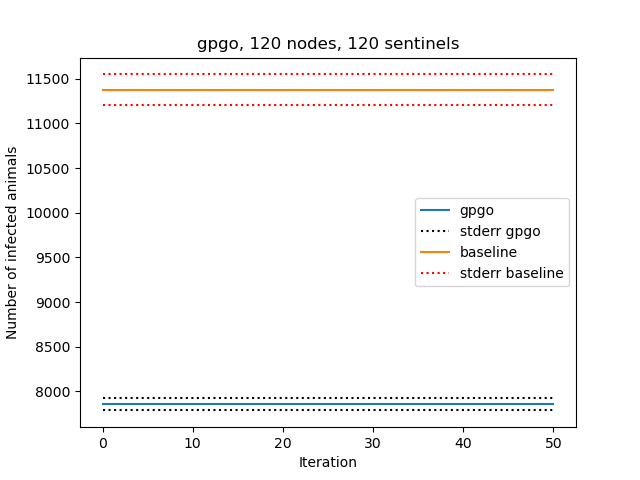 gpgo, 120 nodes, 120 sentinels
Number of infected animals
11500
11000
10500
10000
9500
9000
8500
8000
gpgo
stderr gpgo
baseline
stderr baseline
0 10 20 30 40 50
Iteration